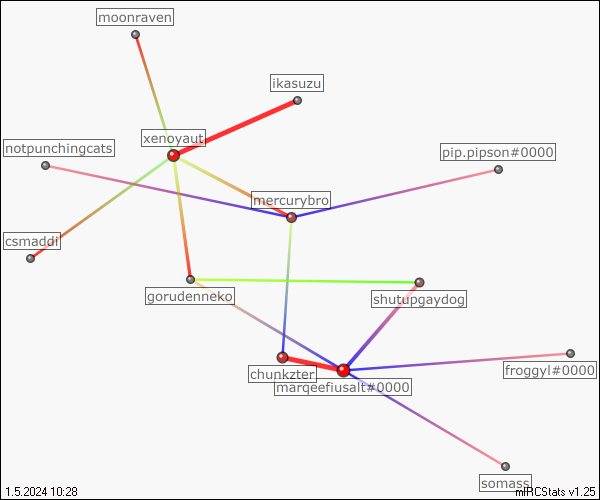 moonraven
ikasuzu
xenoyaut
notpunchingcats
pip.pipson#0000
mercurybro
csmaddi
gorudenneko
shutupgaydog
froggyl#0000
chunkzter
marqeefiusalt#0000
somass
1.5.2024 10:28
mIRCStats v1.25